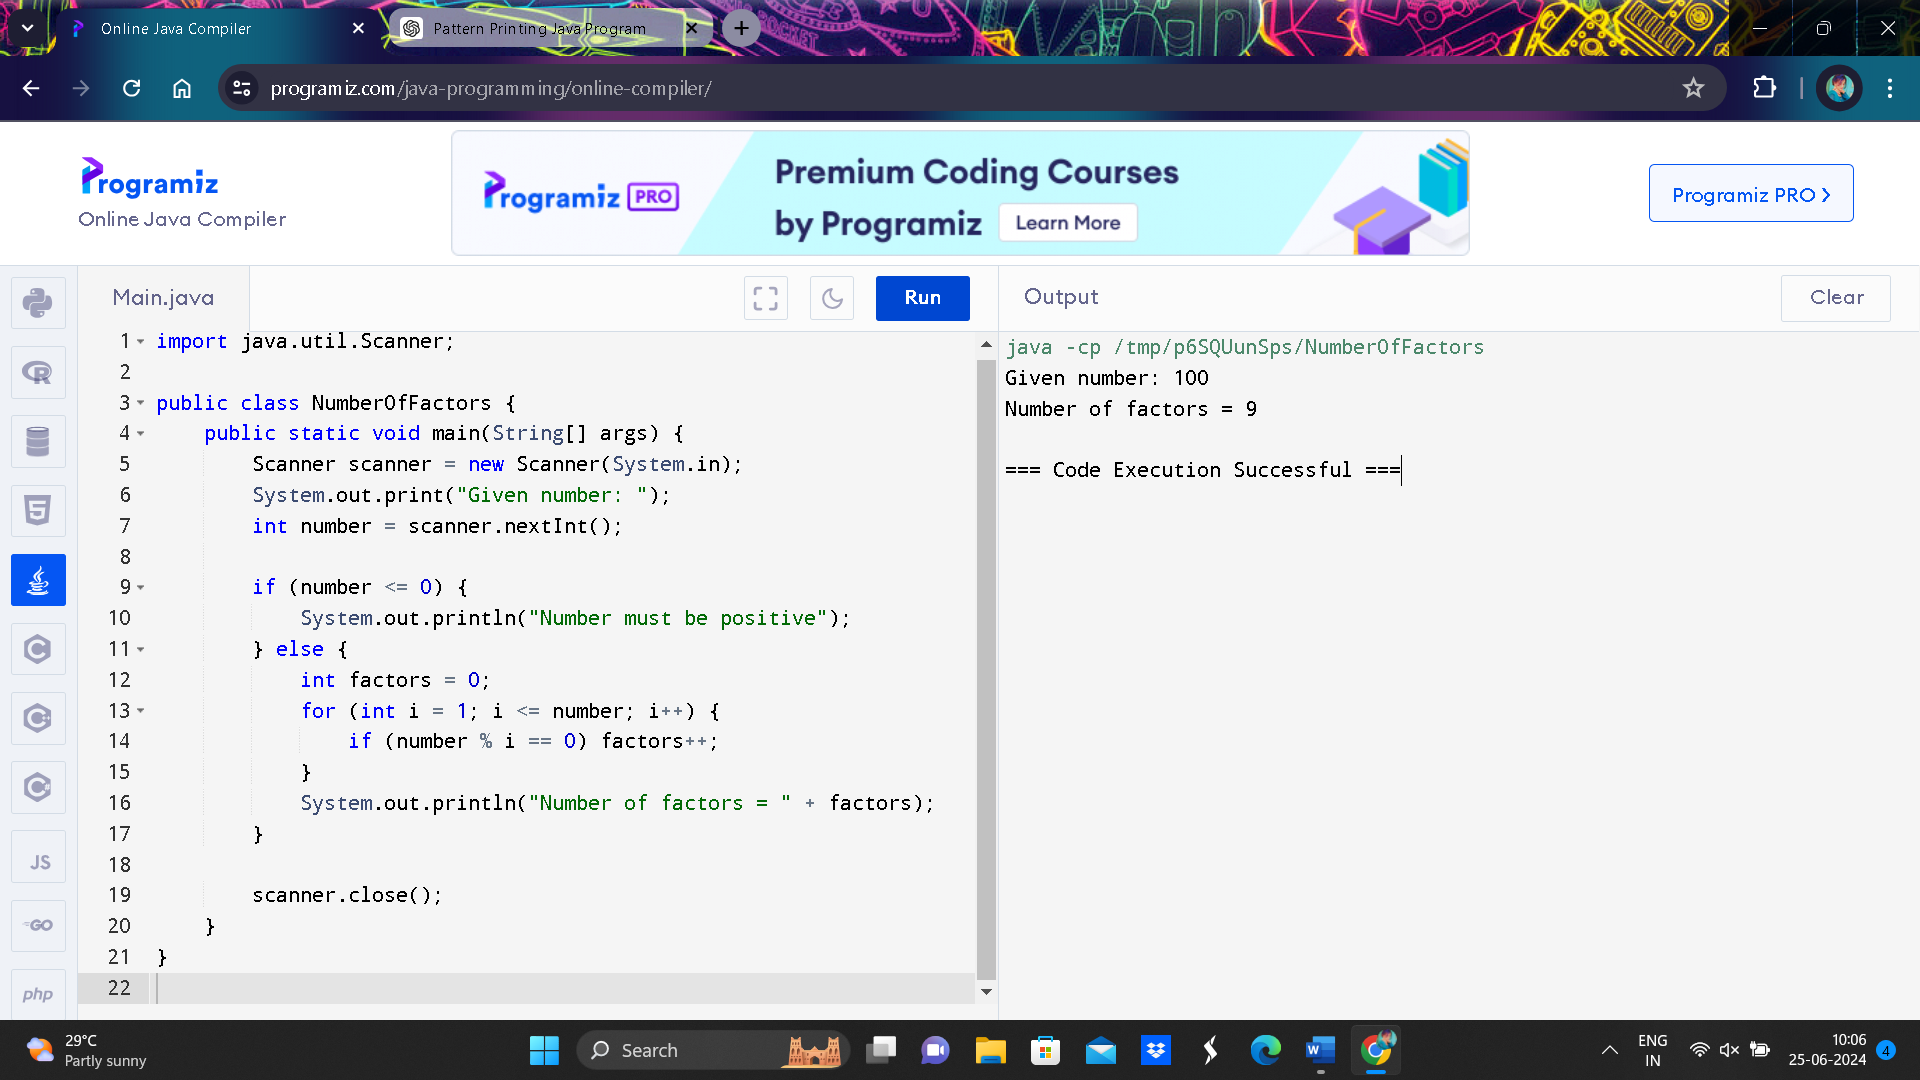 Online Java Compiler
Pattern Printing Java Program
programiz.com/java-programming/online-compiler/
Programiz
Online Java Compiler
Programiz PRO
Premium Coding Courses
by Programiz
Learn More
Programiz PRO
Main.java
Run
Output
Clear
1 import java.util.Scanner;
2
3 public class NumberOfFactors {
4 public static void main(String[] args) {
5 Scanner scanner = new Scanner(System.in);
6 System.out.print("Given number: ");
7 int number = scanner.nextInt();
8
9 if (number <= 0) {
10 System.out.println("Number must be positive");
11 } else {
12 int factors = 0;
13 for (int i = 1; i <= number; i++) {
14 if (number % i == 0) factors++;
15 }
16 System.out.println("Number of factors = " + factors);
17 }
18
19 scanner.close();
20 }
21 }
22
java -cp /tmp/p6SQUunSps/NumberOfFactors
Given number: 100
Number of factors = 9
=== Code Execution Successful ===
R
5
C
C
C
JS
GO
php
29°C
Partly sunny
Search
W
ENG
IN
10:06
25-06-2024
4